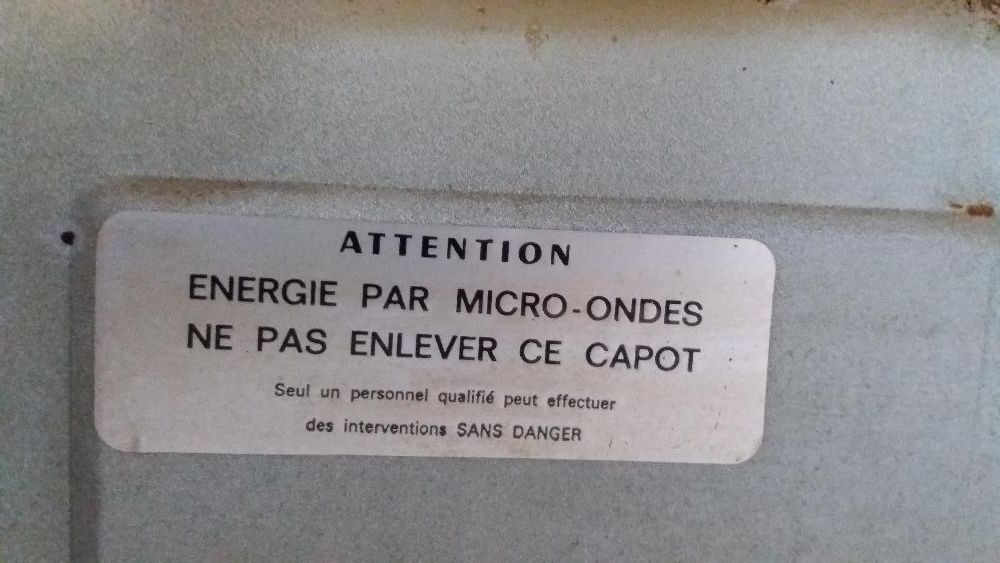 ATTENTION
ENERGIE PAR MICRO-ONDES
NE PAS ENLEVER CE CAPOT
Seul un personnel qualifié peut effectuer
des interventions SANS DANGER